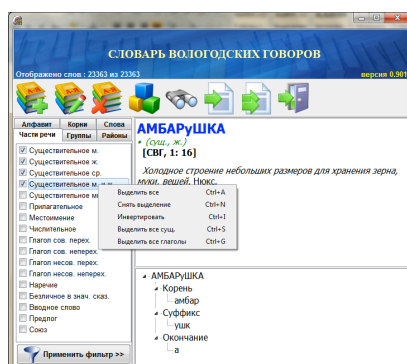 СЛОВАРЬ ВОЛОГОДСКИХ ГОВОРОВ
Отображено слов : 23363 из 23363
версия 0.901
Алфавит Корни Слова
Части речи Группы Районы
Существительное м.
Существительное ж.
Существительное ср.
Существительное м.
Существительное
Прилагатель
Местоимение
Числительное
Глагол сов. перех.
Глагол сов. неперех.
Глагол несов. перех.
Глагол несов. неперех.
Наречие
Безличное в знач. сказ.
Вводное слово
Предлог
Союз
Применить фильтр >>
АМБАРуШКА
• (сущ., ж.)
[СВГ, 1: 16]
Холодное строение небольших размеров для хранения зерна,
муки, вещей. Нюкс.
Выделить все Ctrl+A
Снять выделение Ctrl+N
Инвертировать Ctrl+I
Выделить все сущ. Ctrl+S
Выделить все глаголы Ctrl+G
АМБАРуШКА
Корень
амбар
Суффикс
ушк
Окончание
а